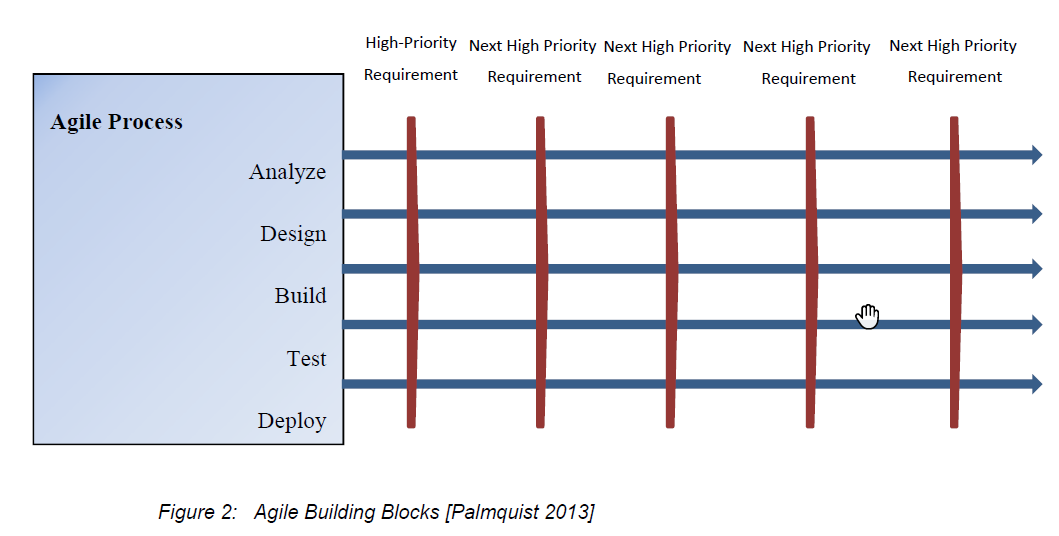 High-Priority Next High Priority Next High Priority Next High Priority Next High Priority
Requirement Requirement Requirement Requirement Requirement
Agile Process
Analyze
Design
Build
Test
Deploy
Figure 2: Agile Building Blocks [Palmquist 2013]